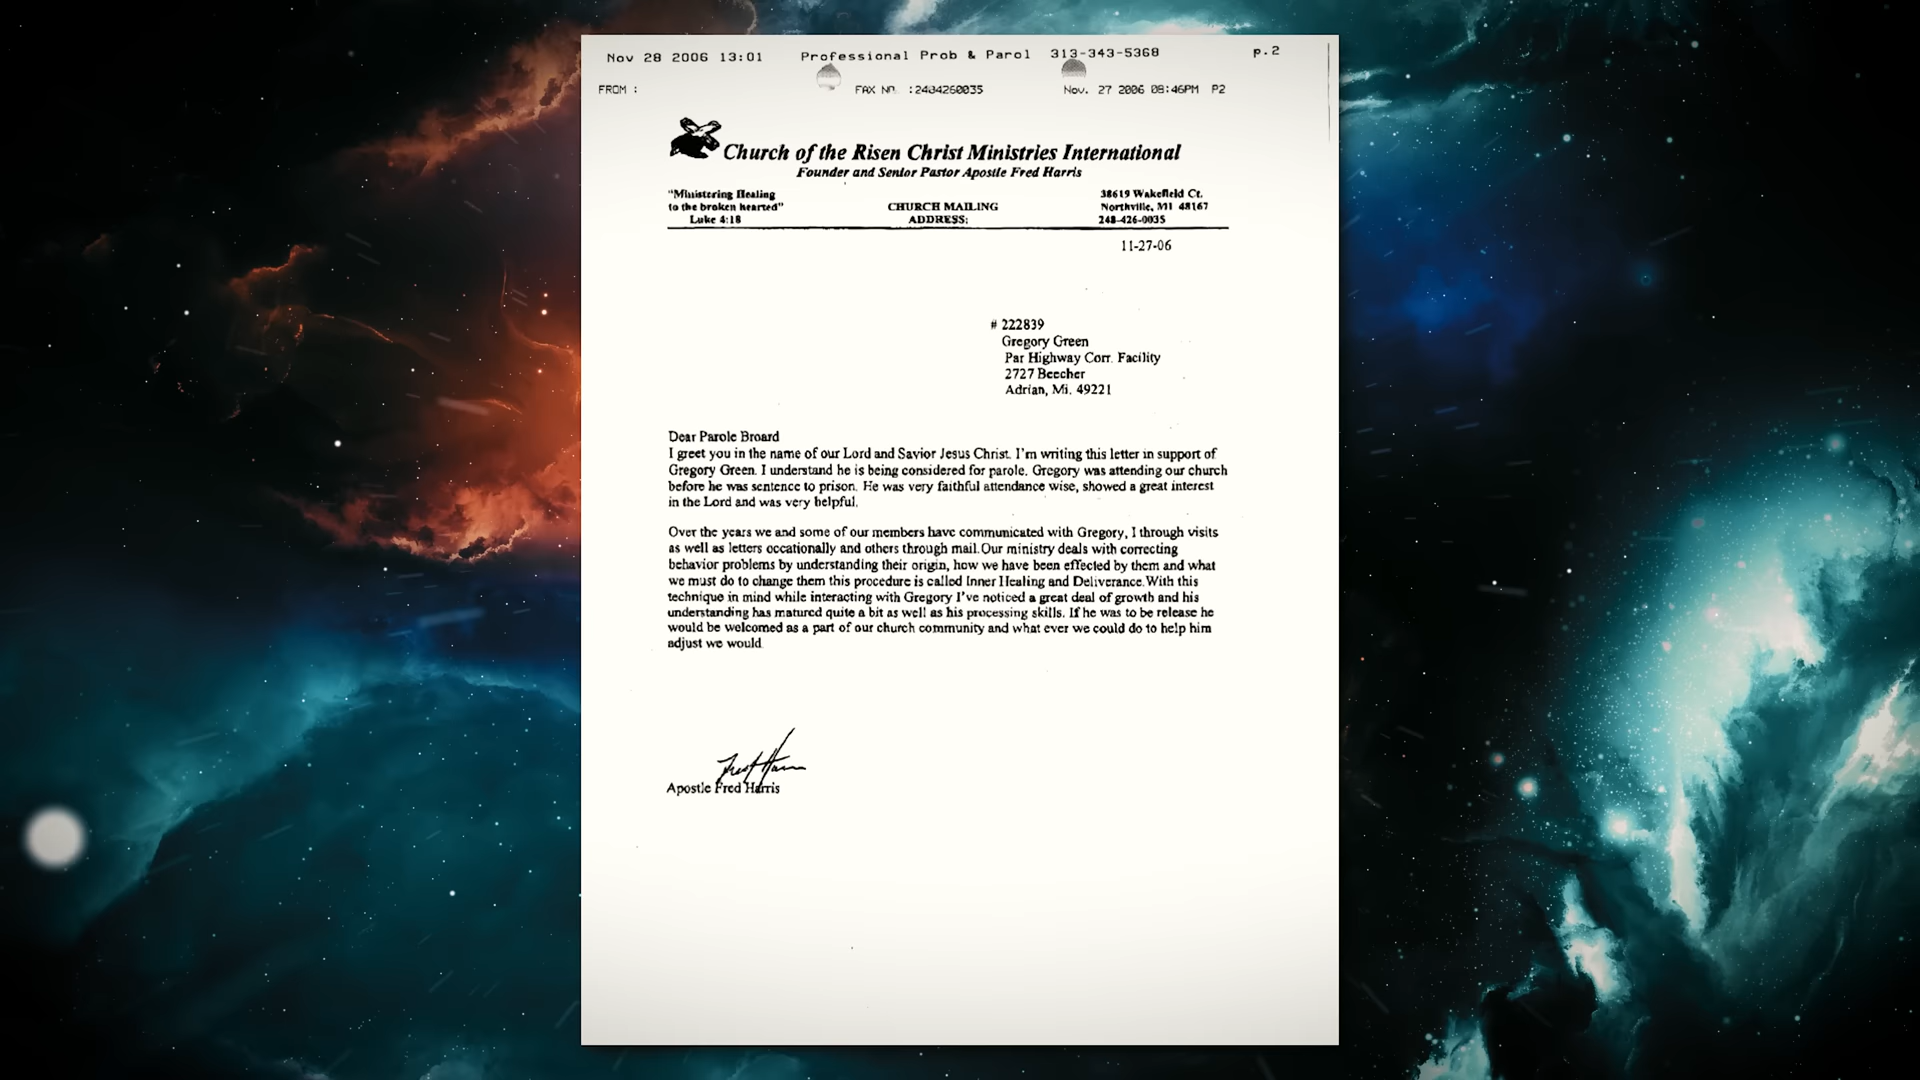 Nov 28 2006 13:01 Professional Prob & Parol 313-343-5368 p.2
FROM : FAX NO. :2484260035 Nov. 27 2006 08:46PM P2
Church of the Risen Christ Ministries International
Founder and Senior Pastor Apostle Fred Harris
"Ministering Healing
to the broken hearted"
Luke 4:18
CHURCH MAILING
ADDRESS:
38619 Wakefield Ct.
Northville, MI 48167
248-426-0035
11-27-06
# 222839
Gregory Green
Par Highway Corr. Facility
2727 Beecher
Adrian, Mi. 49221
Dear Parole Broard
I greet you in the name of our Lord and Savior Jesus Christ. I'm writing this letter in support of
Gregory Green. I understand he is being considered for parole. Gregory was attending our church
before he was sentence to prison. He was very faithful attendance wise, showed a great interest
in the Lord and was very helpful.
Over the years we and some of our members have communicated with Gregory, I through visits
as well as letters occationally and others through mail.Our ministry deals with correcting
behavior problems by understanding their origin, how we have been effected by them and what
we must do to change them this procedure is called Inner Healing and Deliverance.With this
technique in mind while interacting with Gregory I've noticed a great deal of growth and his
understanding has matured quite a bit as well as his processing skills. If he was to be release he
would be welcomed as a part of our church community and what ever we could do to help him
adjust we would
Fred Harris
Apostle Fred Harris